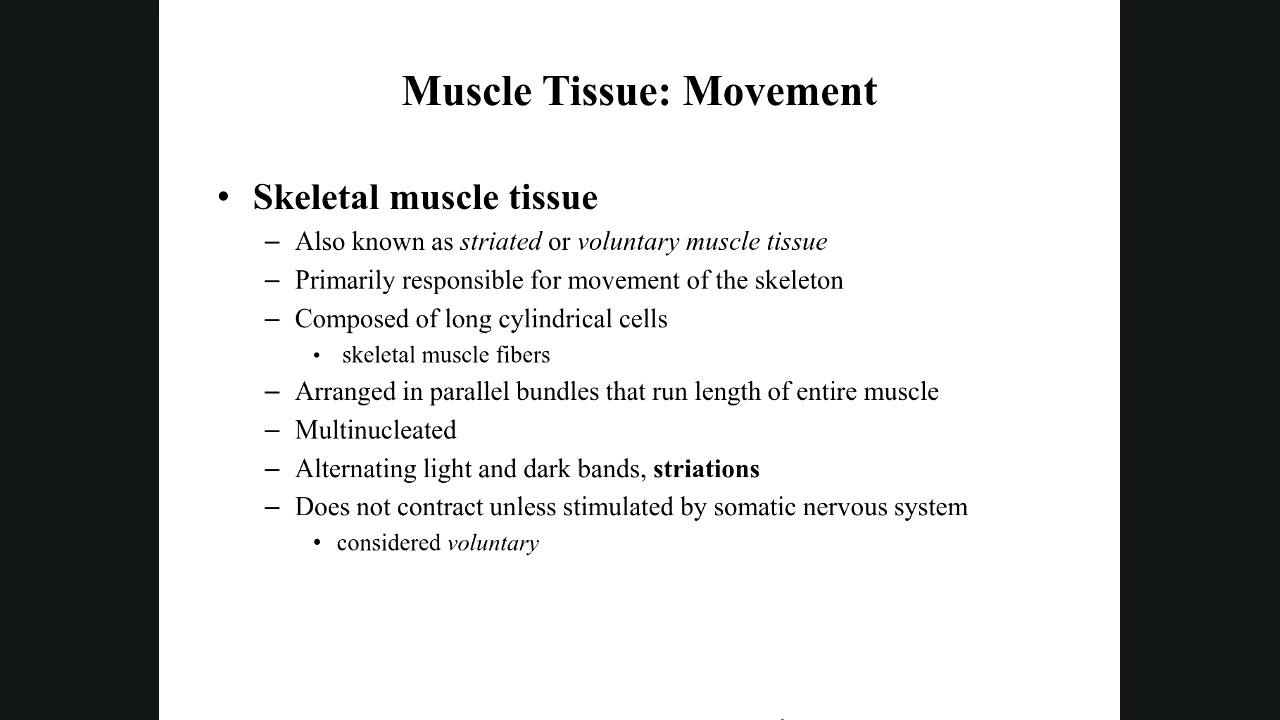 Muscle Tissue: Movement
• Skeletal muscle tissue
– Also known as striated or voluntary muscle tissue
– Primarily responsible for movement of the skeleton
– Composed of long cylindrical cells
• skeletal muscle fibers
– Arranged in parallel bundles that run length of entire muscle
– Multinucleated
– Alternating light and dark bands, striations
– Does not contract unless stimulated by somatic nervous system
• considered voluntary